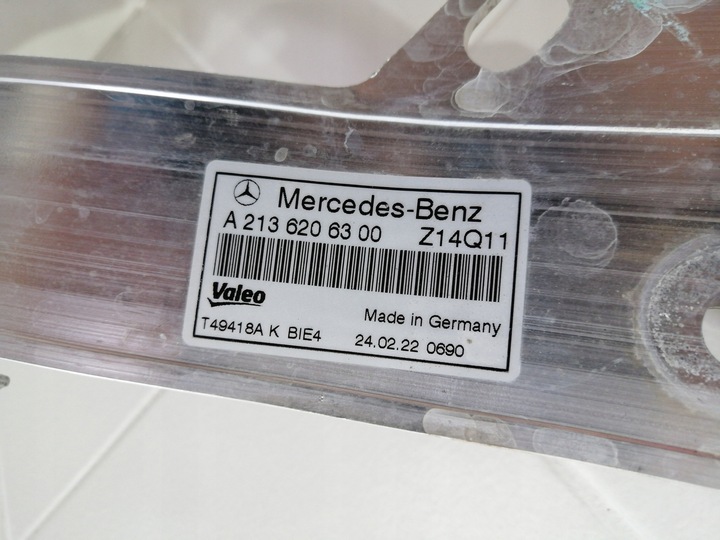 Mercedes-Benz
A 213 620 63 00 Z14Q11
Valeo
Made in Germany
T49418A K BIE4 24.02.22 0690